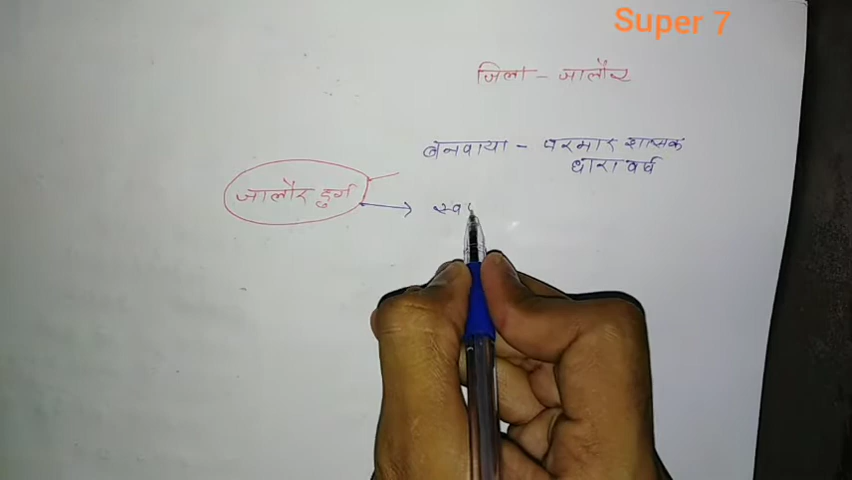 Super 7
जिला - जालौर
बनवाया - परमार शासक
धारा वर्ष
जालौर दुर्ग
स्व